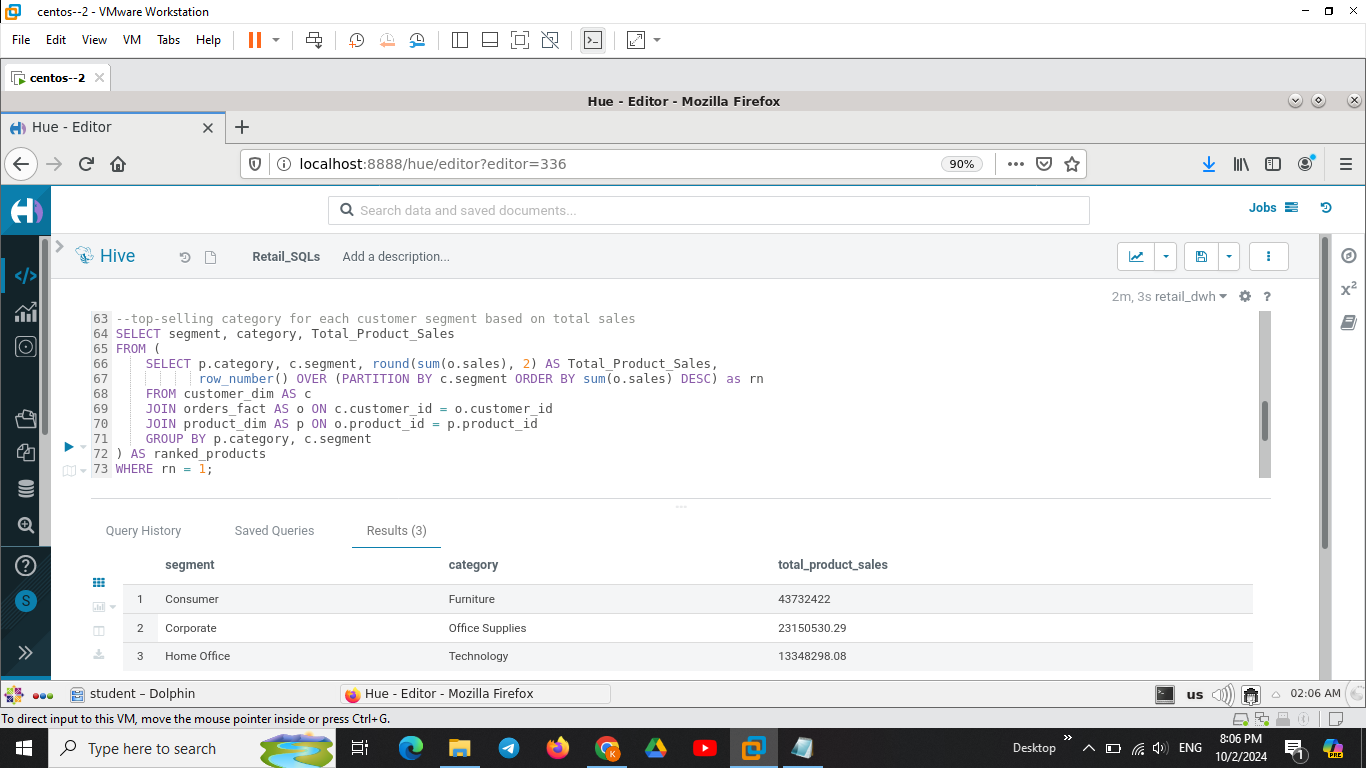 centos--2 - VMware Workstation
File Edit View VM Tabs Help
centos--2
Hue - Editor - Mozilla Firefox
Hue - Editor
localhost:8888/hue/editor?editor=336
90%
Search data and saved documents...
Jobs
Hive
Retail_SQLs
Add a description...
2m, 3s retail_dwh
?
x²
63 --top-selling category for each customer segment based on total sales
64 SELECT segment, category, Total_Product_Sales
65 FROM (
66 SELECT p.category, c.segment, round(sum(o.sales), 2) AS Total_Product_Sales,
67 row_number() OVER (PARTITION BY c.segment ORDER BY sum(o.sales) DESC) as rn
68 FROM customer_dim AS c
69 JOIN orders_fact AS o ON c.customer_id = o.customer_id
70 JOIN product_dim AS p ON o.product_id = p.product_id
71 GROUP BY p.category, c.segment
72 ) AS ranked_products
73 WHERE rn = 1;
Query History
Saved Queries
Results (3)
segment category total_product_sales
1 Consumer Furniture 43732422
2 Corporate Office Supplies 23150530.29
3 Home Office Technology 13348298.08
S
student – Dolphin
Hue - Editor - Mozilla Firefox
us
02:06 AM
To direct input to this VM, move the mouse pointer inside or press Ctrl+G.
Type here to search
Desktop
ENG
8:06 PM
10/2/2024
1
PRE